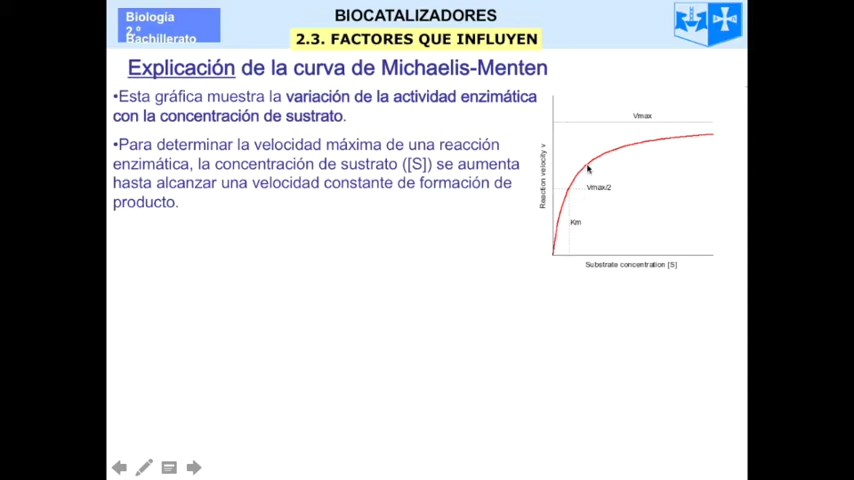 Biología
2.º
Bachillerato
BIOCATALIZADORES
2.3. FACTORES QUE INFLUYEN
Explicación de la curva de Michaelis-Menten
•Esta gráfica muestra la variación de la actividad enzimática
con la concentración de sustrato.
•Para determinar la velocidad máxima de una reacción
enzimática, la concentración de sustrato ([S]) se aumenta
hasta alcanzar una velocidad constante de formación de
producto.
Vmax
Reaction velocity v
Vmax/2
Km
Substrate concentration [S]